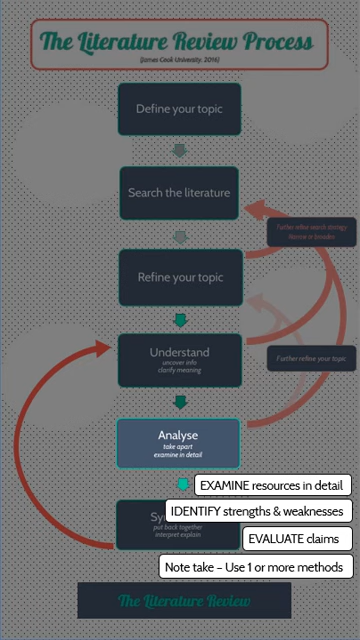 The Literature Review Process
(James Cook University, 2016)
Define your topic
Search the literature
Further refine search strategy
Narrow or broaden
Refine your topic
Understand
uncover info
clarify meaning
Further refine your topic
Analyse
take apart
examine in detail
EXAMINE resources in detail
IDENTIFY strengths & weaknesses
Sy
put back together
interpret explain
EVALUATE claims
Note take – Use 1 or more methods
The Literature Review